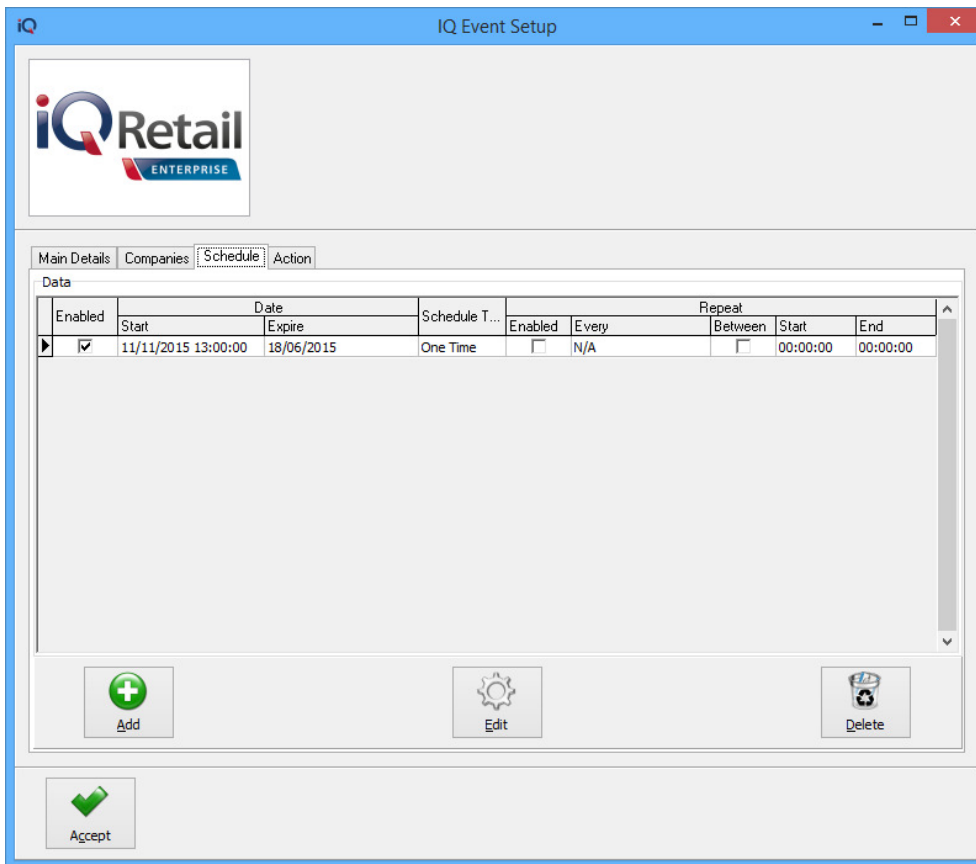 iQ IQ Event Setup
iQ Retail
ENTERPRISE
Main Details Companies Schedule Action
Data
Enabled Date Schedule T... Repeat
Start Expire Enabled Every Between Start End
11/11/2015 13:00:00 18/06/2015 One Time N/A 00:00:00 00:00:00
Add Edit Delete
Accept